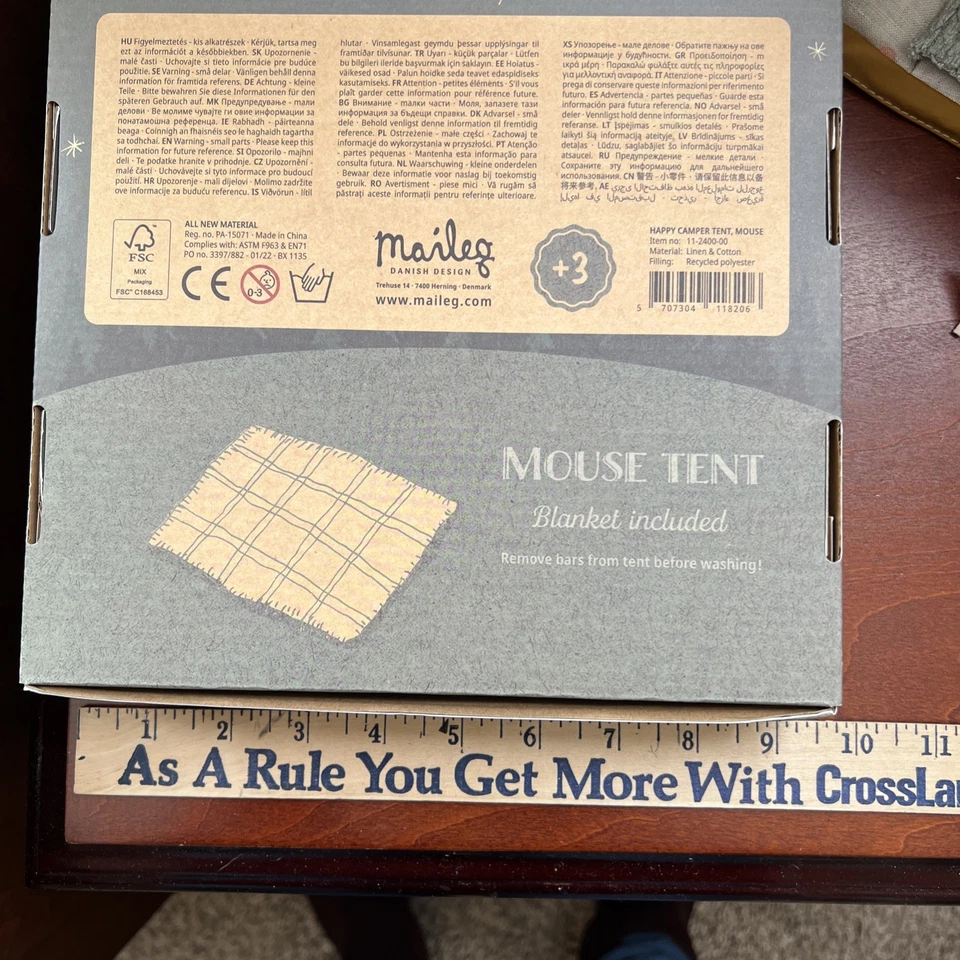 HU Figyelmeztetés - kis alkatrészek · Kérjük, tartsa meg
ezt az információt a későbbiekben. SK Upozornenie -
malé časti · Uchovajte si tieto informácie pre budúce
použitie. SE Varning - små delar · Vänligen behåll denna
information för framtida referens. DE Achtung - kleine
Teile · Bitte bewahren Sie diese Informationen für den
späteren Gebrauch auf. MK Предупредување - мали
делови · Ве молиме чувајте ги овие информации за
понатамошна референца. IE Rabhadh - páirteanna
beaga · Coinnigh an fhaisnéis seo le haghaidh tagartha
sa todhchaí. EN Warning - small parts · Please keep this
information for future reference. SI Opozorilo - majhni
deli · Te podatke hranite v prihodnje. CZ Upozornění -
malé části · Uchovávejte si tyto informace pro budoucí
použití. HR Upozorenje - mali dijelovi · Molimo zadržite
ove informacije za buduću referencu. IS Viðvörun - lítil
hlutar · Vinsamlegast geymdu þessar upplýsingar til
framtíðar tilvísunar. TR Uyarı - küçük parçalar · Lütfen
bu bilgileri ileride başvurmak için saklayın. EE Hoiatus -
väikesed osad · Palun hoidke seda teavet edaspidiseks
kasutamiseks. FR Attention - petites éléments · S'il vous
plaît garder cette information pour référence future.
BG Внимание - малки части · Моля, запазете тази
информация за бъдещи справки. DK Advarsel - små
dele · Behold venligst denne information til fremtidig
reference. PL Ostrzeżenie - małe części · Zachowaj te
informacje do wykorzystania w przyszłości. PT Atenção
- partes pequenas · Mantenha esta informação para
consulta futura. NL Waarschuwing - kleine onderdelen
· Bewaar deze informatie voor naslag bij toekomstig
gebruik. RO Avertisment - piese mici · Vă rugăm să
păstrați aceste informații pentru referințe ulterioare.
XS Упозорење - мале делове · Обратите пажњу на ове
информације у будућности. GR Προειδοποίηση - m
ικρά μέρη · Παρακαλώ φυλάξτε αυτές τις πληροφορίες
για μελλοντική αναφορά. IT Attenzione - piccole parti · Si
prega di conservare queste informazioni per riferimento
futuro. ES Advertencia - partes pequeñas · Guarde esta
información para futura referencia. NO Advarsel - små
deler · Vennligst hold denne informasjonen for fremtidig
referanse. LT Įspėjimas - smulkios detalės · Prašome
laikyti šią informaciją ateityje. LV Brīdinājums - sīkas
detaļas · Lūdzu, saglabājiet šo informāciju turpmākai
atsaucei. RU Предупреждение - мелкие детали ·
Сохраните эту информацию для дальнейшего
использования. CN 警告 - 小零件 · 请保留此信息以备
将来参考. AE
FSC
MIX
Packaging
FSC® C168453
ALL NEW MATERIAL
Reg. no. PA-15071 · Made in China
Complies with: ASTM F963 & EN71
PO no. 3397/882 - 01/22 · BX 1135
CE
0-3
Maileg
DANISH DESIGN
Trehuse 14 · 7400 Herning · Denmark
www.maileg.com
+3
HAPPY CAMPER TENT, MOUSE
Item no: 11-2400-00
Material: Linen & Cotton
Filling: Recycled polyester
5 707304 118206
MOUSE TENT
Blanket included
Remove bars from tent before washing!
1 2 3 4 5 6 7 8 9 10 11
As A Rule You Get More With CrossLa